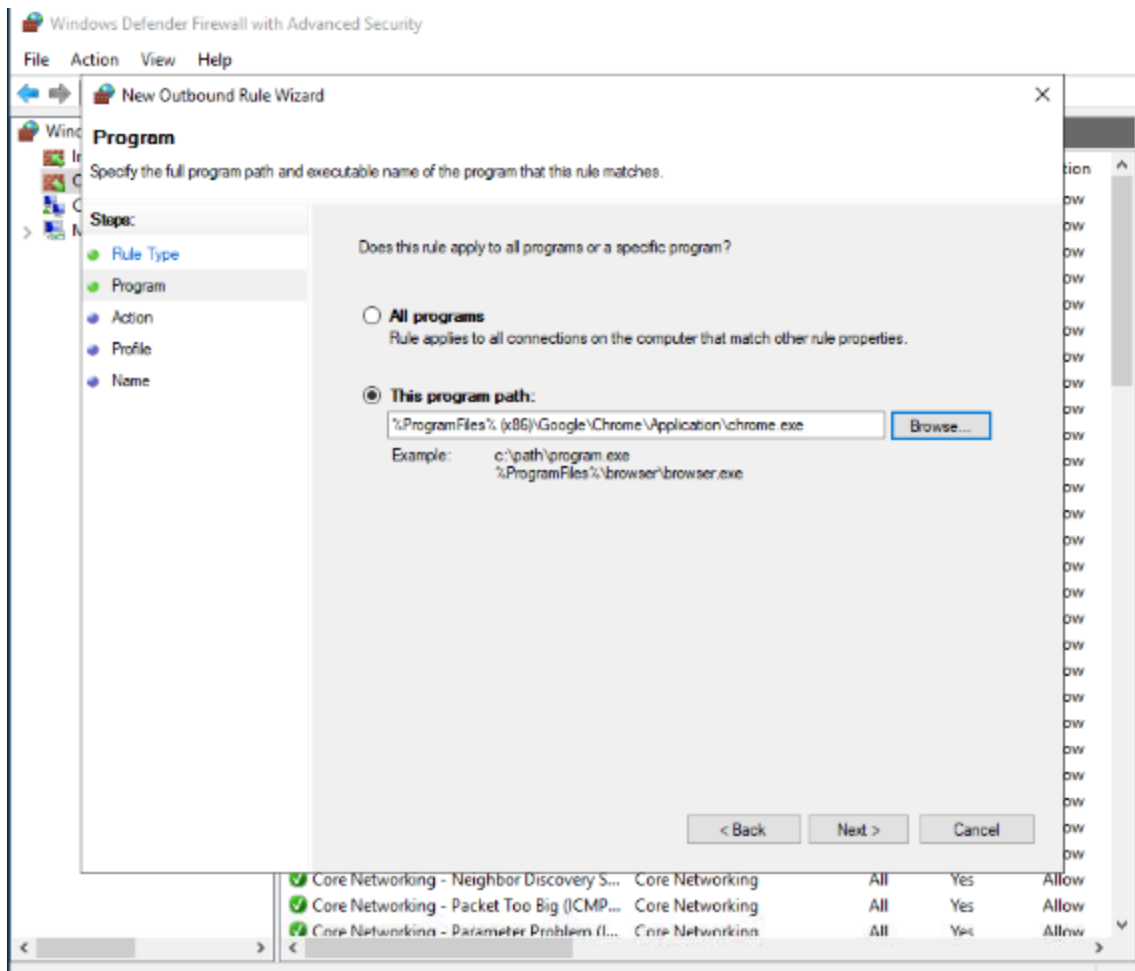 Windows Defender Firewall with Advanced Security
File Action View Help
New Outbound Rule Wizard
Program
Specify the full program path and executable name of the program that this rule matches.
Steps:
Rule Type
Program
Action
Profile
Name
Does this rule apply to all programs or a specific program?
All programs
Rule applies to all connections on the computer that match other rule properties.
This program path:
%ProgramFiles% (x86)\Google\Chrome\Application\chrome.exe Browse...
Example: c:\path\program.exe
%ProgramFiles%\browser\browser.exe
< Back Next > Cancel
Core Networking - Neighbor Discovery S... Core Networking All Yes Allow
Core Networking - Packet Too Big (ICMP... Core Networking All Yes Allow
Core Networking - Parameter Problem (I... Core Networking All Yes Allow